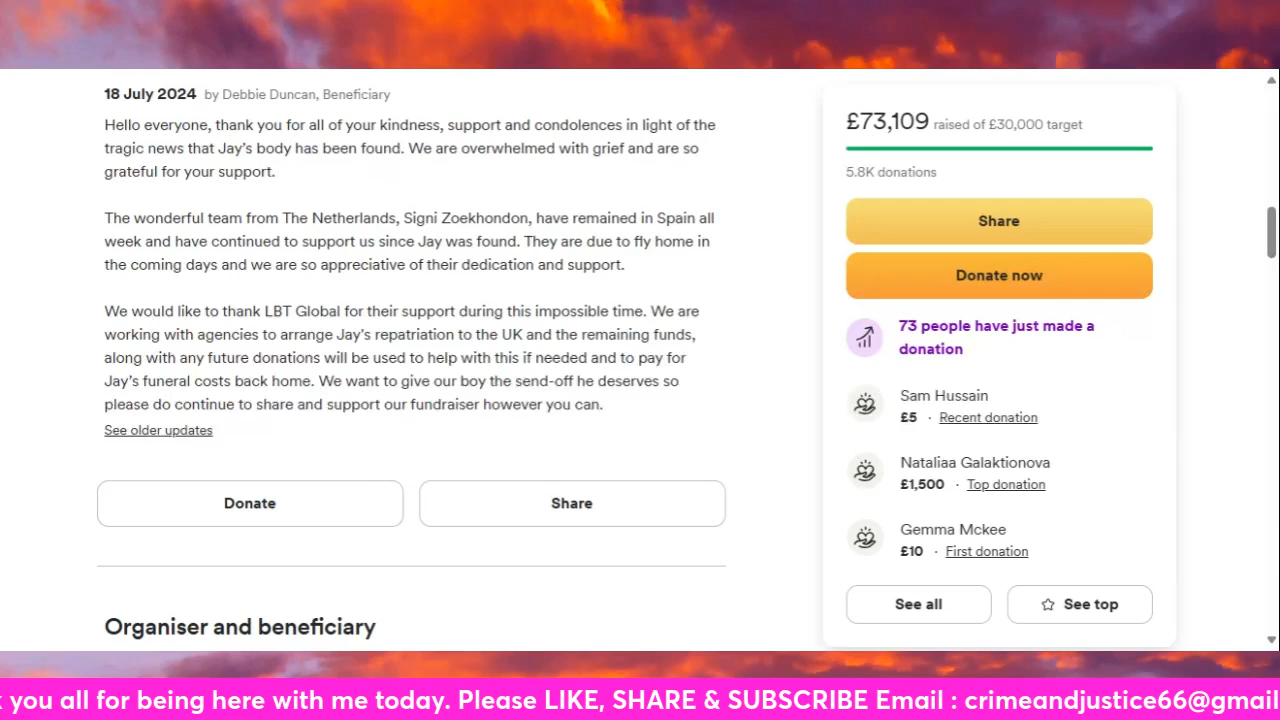 18 July 2024 by Debbie Duncan, Beneficiary
Hello everyone, thank you for all of your kindness, support and condolences in light of the
tragic news that Jay's body has been found. We are overwhelmed with grief and are so
grateful for your support.
The wonderful team from The Netherlands, Signi Zoekhondon, have remained in Spain all
week and have continued to support us since Jay was found. They are due to fly home in
the coming days and we are so appreciative of their dedication and support.
We would like to thank LBT Global for their support during this impossible time. We are
working with agencies to arrange Jay's repatriation to the UK and the remaining funds,
along with any future donations will be used to help with this if needed and to pay for
Jay's funeral costs back home. We want to give our boy the send-off he deserves so
please do continue to share and support our fundraiser however you can.
See older updates
Donate
Share
Organiser and beneficiary
£73,109 raised of £30,000 target
5.8K donations
Share
Donate now
73 people have just made a
donation
Sam Hussain
£5 · Recent donation
Nataliaa Galaktionova
£1,500 · Top donation
Gemma Mckee
£10 · First donation
See all
See top
you all for being here with me today. Please LIKE, SHARE & SUBSCRIBE Email : crimeandjustice66@gmail